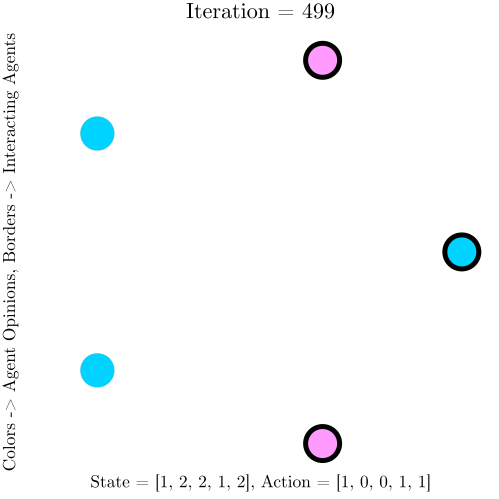 Iteration = 499
Colors -> Agent Opinions, Borders -> Interacting Agents
State = [1, 2, 2, 1, 2], Action = [1, 0, 0, 1, 1]